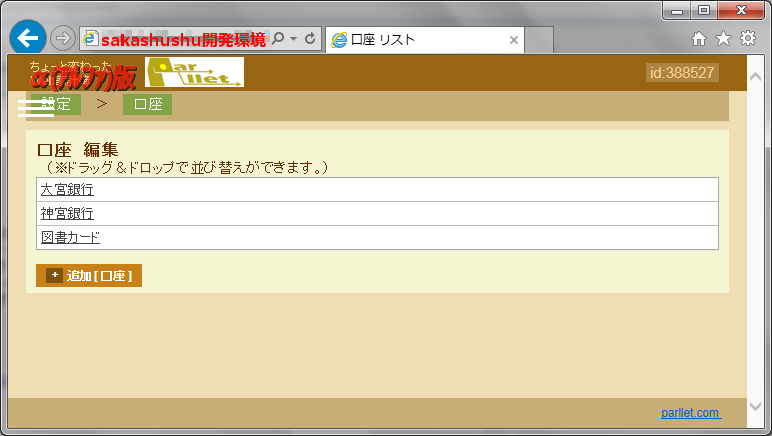 sakashushu開発環境
口座 リスト
ちょーと変わった
α(アルファ)版
Par
llet.
id:388527
設定 > 口座
口座 編集
(※ドラッグ&ドロップで並び替えができます。)
大宮銀行
神宮銀行
図書カード
+ 追加[口座]
parllet.com